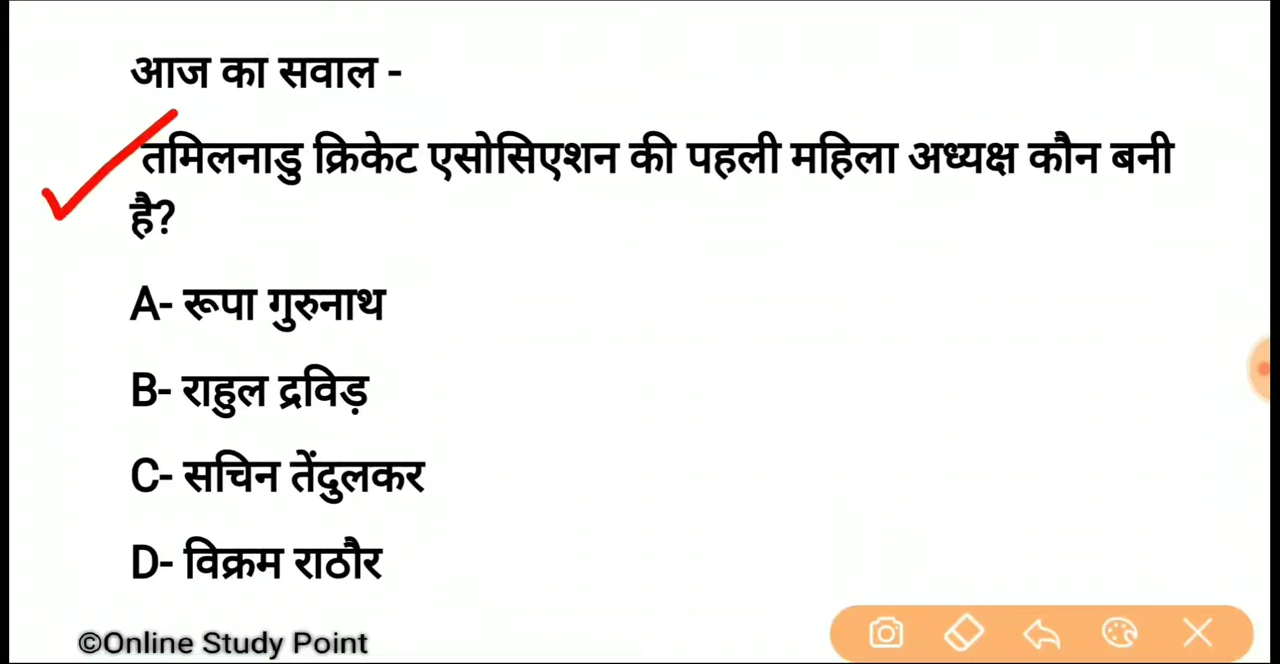 आज का सवाल -
तमिलनाडु क्रिकेट एसोसिएशन की पहली महिला अध्यक्ष कौन बनी
है?
A- रूपा गुरुनाथ
B- राहुल द्रविड़
C- सचिन तेंदुलकर
D- विक्रम राठौर
©Online Study Point